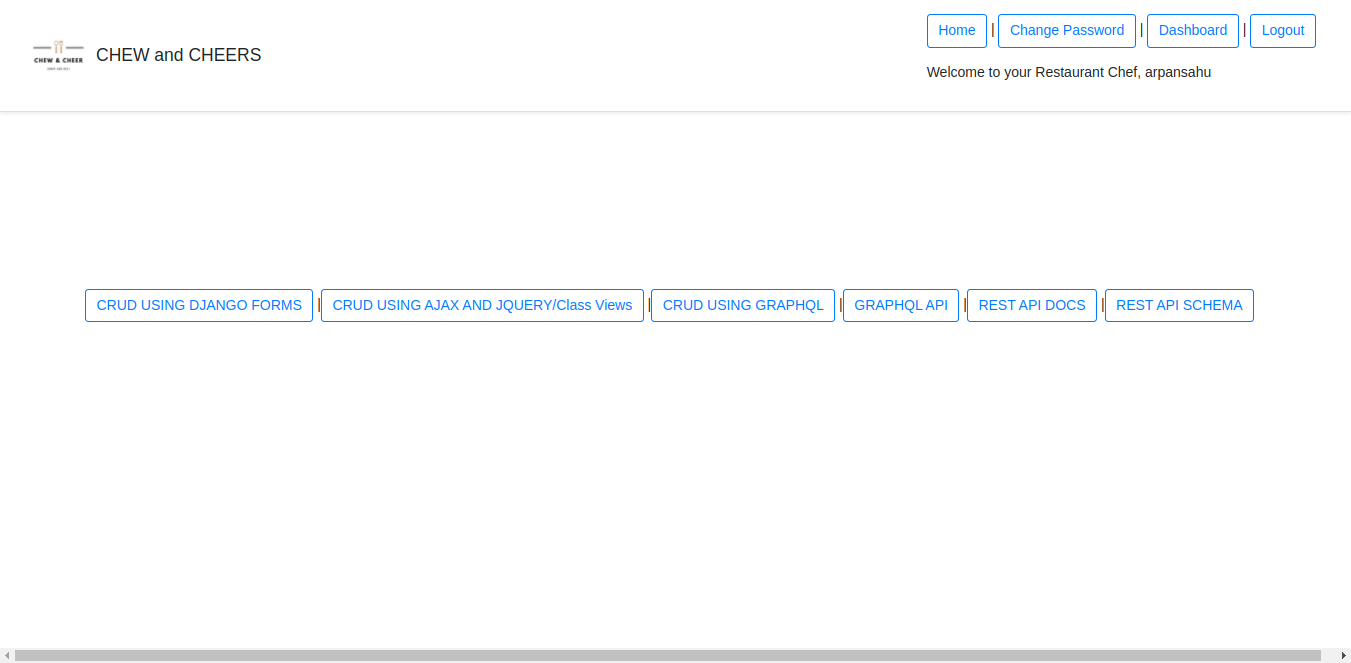 Home | Change Password | Dashboard | Logout
CHEW & CHEER
CHEW and CHEERS
Welcome to your Restaurant Chef, arpansahu
CRUD USING DJANGO FORMS | CRUD USING AJAX AND JQUERY/Class Views | CRUD USING GRAPHQL | GRAPHQL API | REST API DOCS | REST API SCHEMA